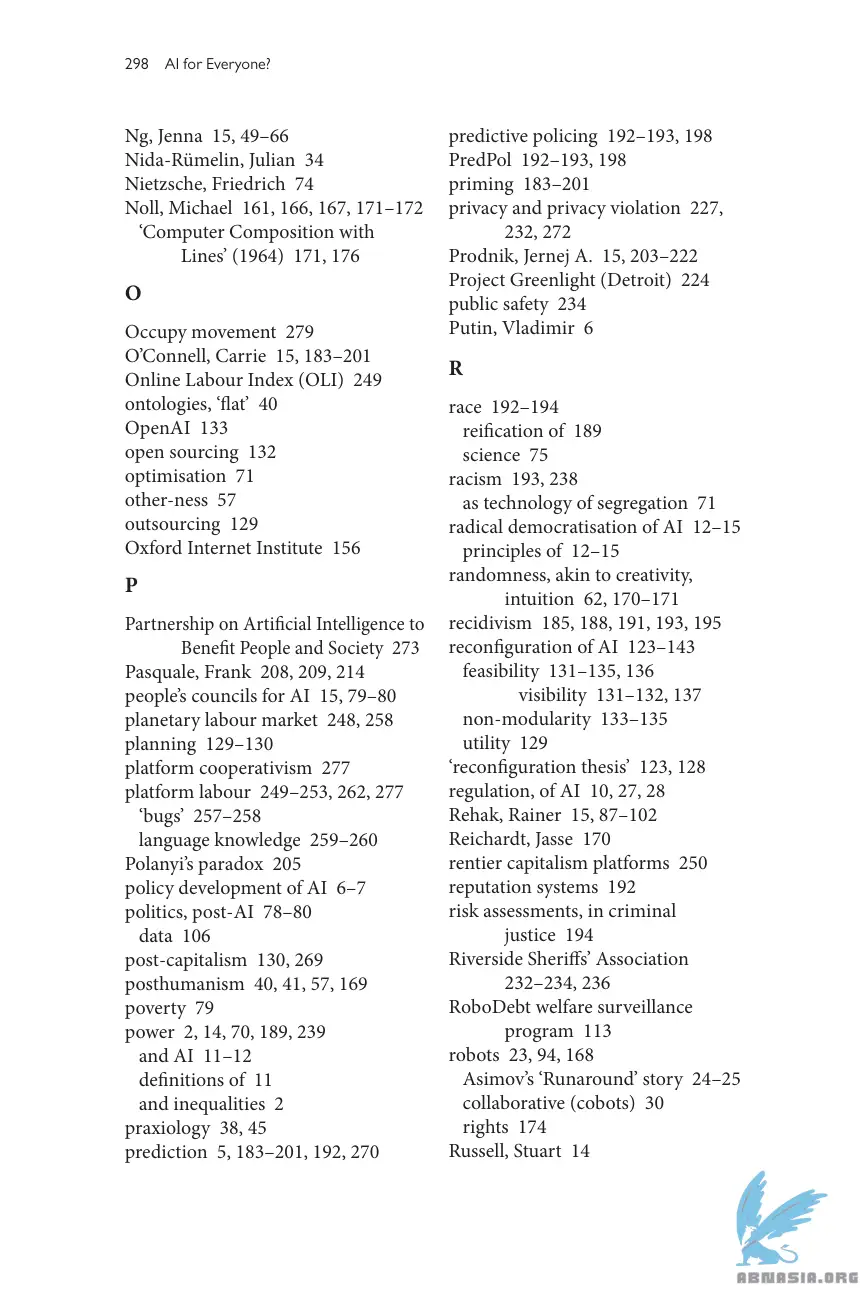 298 AI for Everyone?
Ng, Jenna 15, 49–66
Nida-Rümelin, Julian 34
Nietzsche, Friedrich 74
Noll, Michael 161, 166, 167, 171–172
‘Computer Composition with
Lines’ (1964) 171, 176
O
Occupy movement 279
O’Connell, Carrie 15, 183–201
Online Labour Index (OLI) 249
ontologies, ‘flat’ 40
OpenAI 133
open sourcing 132
optimisation 71
other-ness 57
outsourcing 129
Oxford Internet Institute 156
P
Partnership on Artificial Intelligence to
Benefit People and Society 273
Pasquale, Frank 208, 209, 214
people’s councils for AI 15, 79–80
planetary labour market 248, 258
planning 129–130
platform cooperativism 277
platform labour 249–253, 262, 277
‘bugs’ 257–258
language knowledge 259–260
Polanyi’s paradox 205
policy development of AI 6–7
politics, post-AI 78–80
data 106
post-capitalism 130, 269
posthumanism 40, 41, 57, 169
poverty 79
power 2, 14, 70, 189, 239
and AI 11–12
definitions of 11
and inequalities 2
praxiology 38, 45
prediction 5, 183–201, 192, 270
predictive policing 192–193, 198
PredPol 192–193, 198
priming 183–201
privacy and privacy violation 227,
232, 272
Prodnik, Jernej A. 15, 203–222
Project Greenlight (Detroit) 224
public safety 234
Putin, Vladimir 6
R
race 192–194
reification of 189
science 75
racism 193, 238
as technology of segregation 71
radical democratisation of AI 12–15
principles of 12–15
randomness, akin to creativity,
intuition 62, 170–171
recidivism 185, 188, 191, 193, 195
reconfiguration of AI 123–143
feasibility 131–135, 136
visibility 131–132, 137
non-modularity 133–135
utility 129
‘reconfiguration thesis’ 123, 128
regulation, of AI 10, 27, 28
Rehak, Rainer 15, 87–102
Reichardt, Jasse 170
rentier capitalism platforms 250
reputation systems 192
risk assessments, in criminal
justice 194
Riverside Sheriffs’ Association
232–234, 236
RoboDebt welfare surveillance
program 113
robots 23, 94, 168
Asimov’s ‘Runaround’ story 24–25
collaborative (cobots) 30
rights 174
Russell, Stuart 14
ABNASIA.ORG